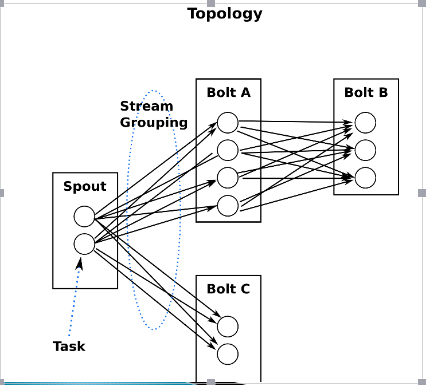 Topology
Bolt A
Bolt B
Stream
Grouping
Spout
Bolt C
Task